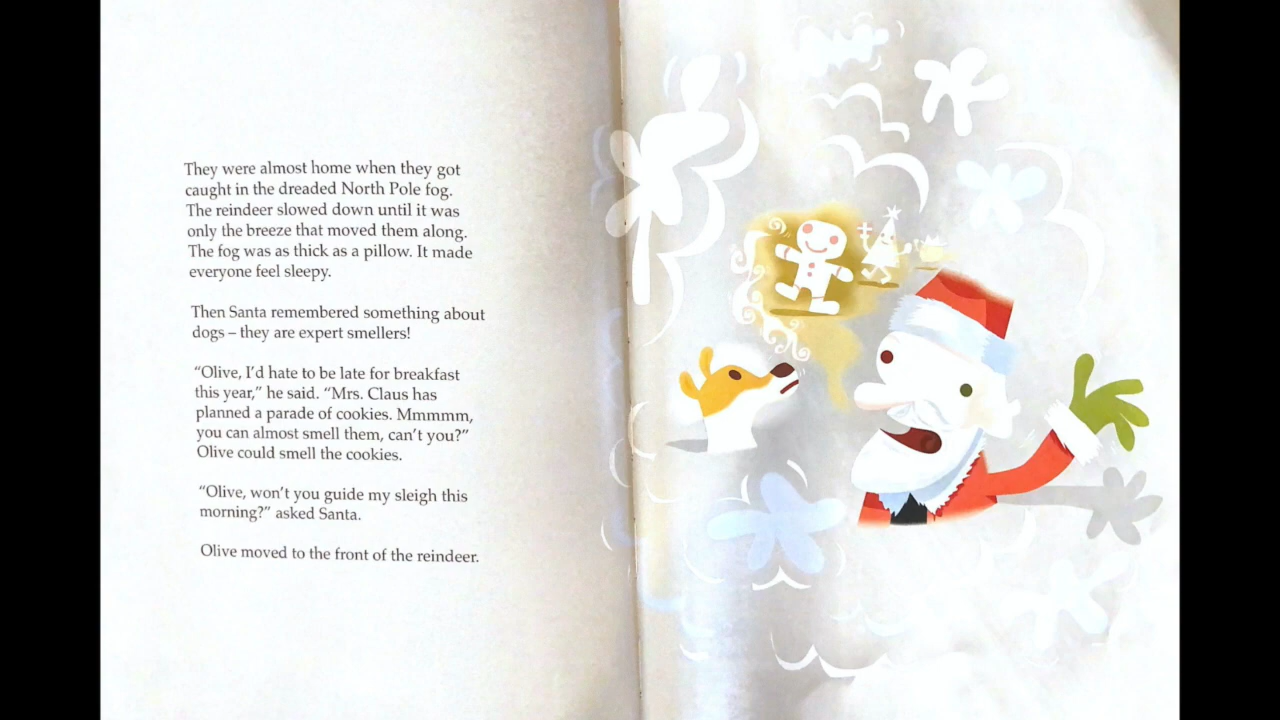 They were almost home when they got
caught in the dreaded North Pole fog.
The reindeer slowed down until it was
only the breeze that moved them along.
The fog was as thick as a pillow. It made
everyone feel sleepy.
Then Santa remembered something about
dogs – they are expert smellers!
“Olive, I’d hate to be late for breakfast
this year,” he said. “Mrs. Claus has
planned a parade of cookies. Mmmmm,
you can almost smell them, can’t you?”
Olive could smell the cookies.
“Olive, won’t you guide my sleigh this
morning?” asked Santa.
Olive moved to the front of the reindeer.